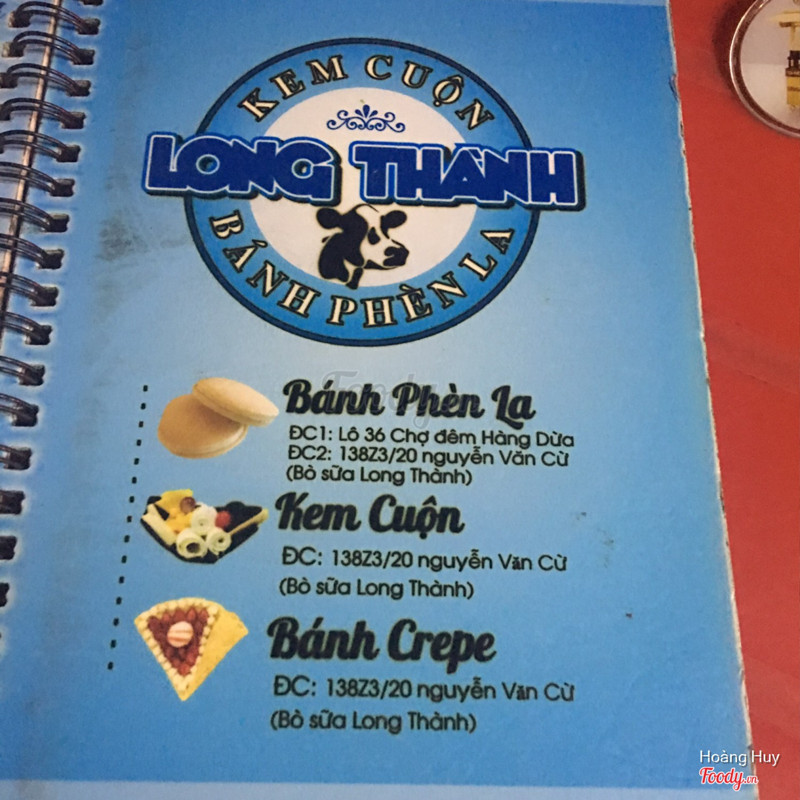 KEM CUỘN
LONG THÀNH
BÁNH PHÈN LA
Bánh Phèn La
ĐC1: Lô 36 Chợ đêm Hàng Dừa
ĐC2: 138Z3/20 nguyễn Văn Cừ
(Bò sữa Long Thành)
Kem Cuộn
ĐC: 138Z3/20 nguyễn Văn Cừ
(Bò sữa Long Thành)
Bánh Crepe
ĐC: 138Z3/20 nguyễn Văn Cừ
(Bò sữa Long Thành)
Foody
Hoàng Huy
Foody.vn